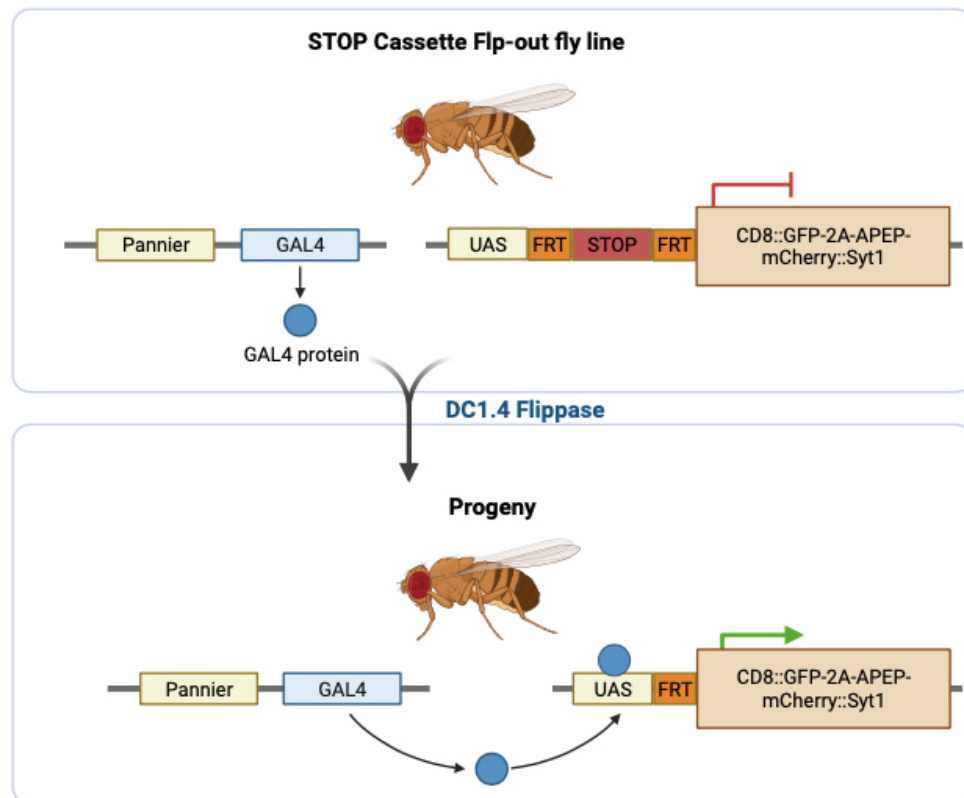 STOP Cassette Flp-out fly line
Pannier GAL4 UAS FRT STOP FRT CD8::GFP-2A-APEP-
mCherry::Syt1
GAL4 protein
DC1.4 Flippase
Progeny
Pannier GAL4 UAS FRT CD8::GFP-2A-APEP-
mCherry::Syt1